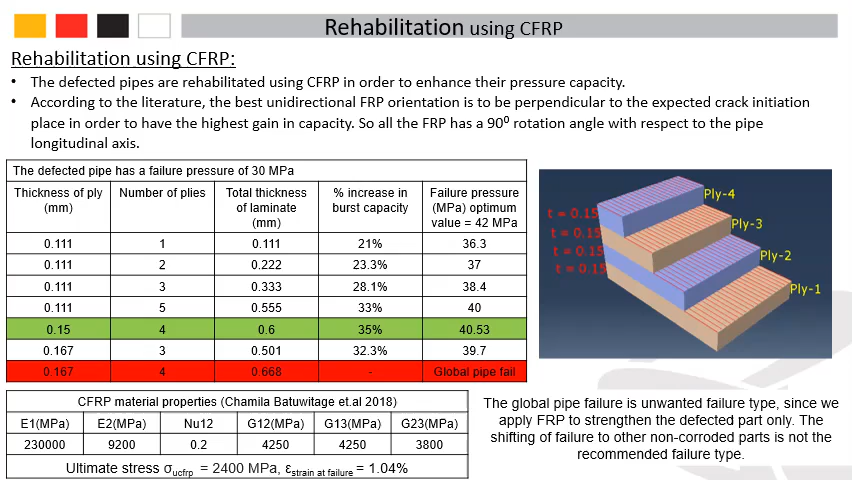 Rehabilitation using CFRP
Rehabilitation using CFRP:
• The defected pipes are rehabilitated using CFRP in order to enhance their pressure capacity.
• According to the literature, the best unidirectional FRP orientation is to be perpendicular to the expected crack initiation
place in order to have the highest gain in capacity. So all the FRP has a 90⁰ rotation angle with respect to the pipe
longitudinal axis.
The defected pipe has a failure pressure of 30 MPa
Thickness of ply (mm) Number of plies Total thickness of laminate (mm) % increase in burst capacity Failure pressure (MPa) optimum value = 42 MPa
0.111 1 0.111 21% 36.3
0.111 2 0.222 23.3% 37
0.111 3 0.333 28.1% 38.4
0.111 5 0.555 33% 40
0.15 4 0.6 35% 40.53
0.167 3 0.501 32.3% 39.7
0.167 4 0.668 - Global pipe fail
t = 0.15 Ply-4
t = 0.15 Ply-3
t = 0.15 Ply-2
t = 0.15 Ply-1
CFRP material properties (Chamila Batuwitage et.al 2018)
E1(MPa) E2(MPa) Nu12 G12(MPa) G13(MPa) G23(MPa)
230000 9200 0.2 4250 4250 3800
Ultimate stress σucfrp = 2400 MPa, εstrain at failure = 1.04%
The global pipe failure is unwanted failure type, since we
apply FRP to strengthen the defected part only. The
shifting of failure to other non-corroded parts is not the
recommended failure type.